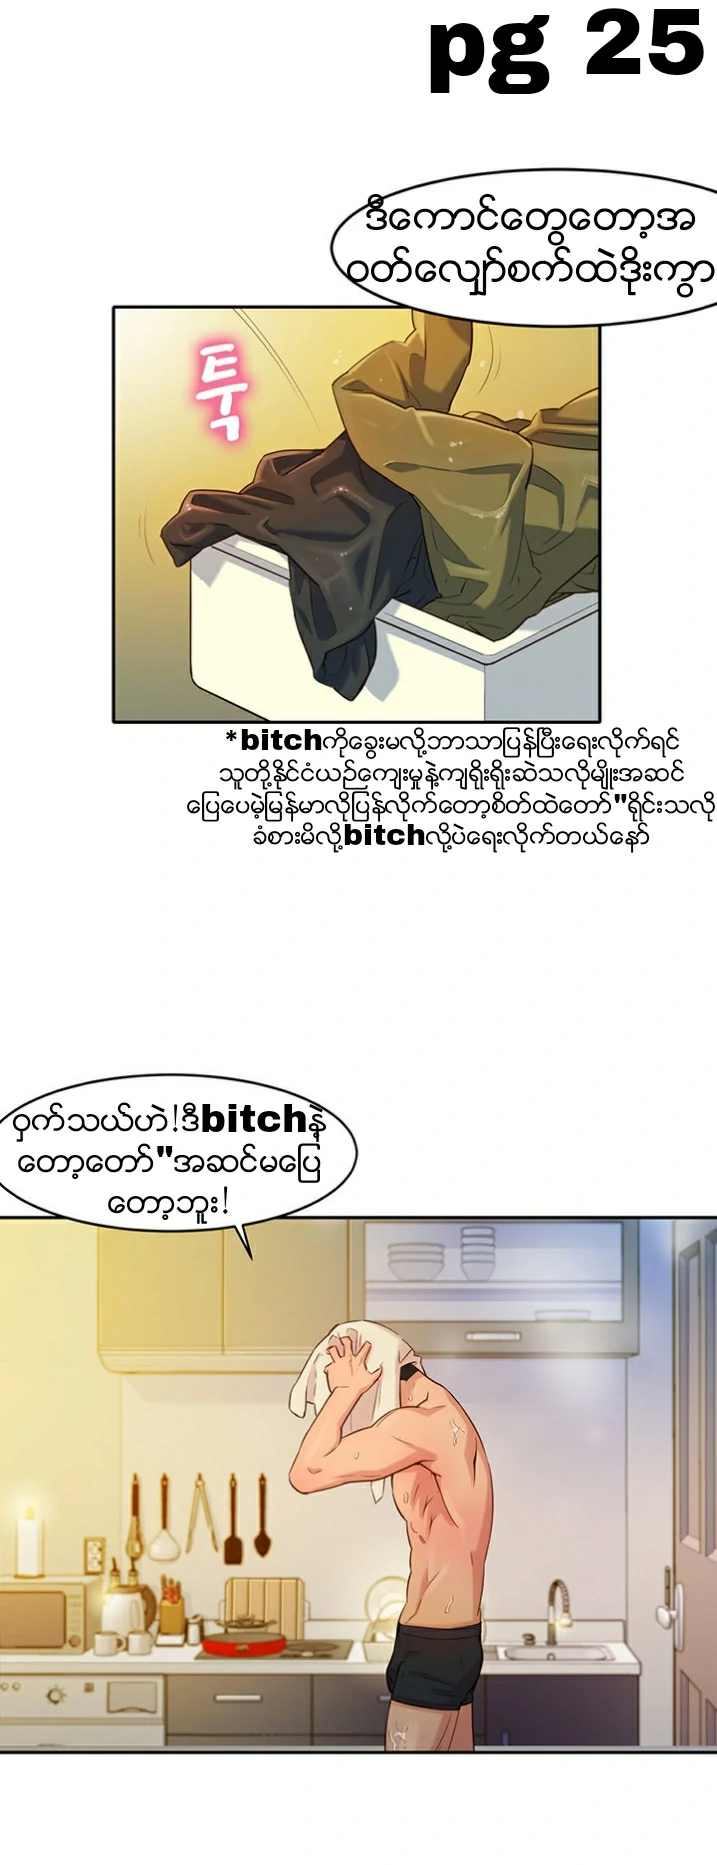 pg 25
ဒီကောင်တွေတော့အ
ဝတ်လျှော်စက်ထဲဒိုးကွာ
툭
*bitchကိုခွေးမလို့ဘာသာပြန်ပြီးရေးလိုက်ရင်
သူတို့နိုင်ငံယဉ်ကျေးမှုနဲ့ကျရိုးရိုးဆဲသလိုမျိုးအဆင်
ပြေပေမဲ့မြန်မာလိုပြန်လိုက်တော့စိတ်ထဲတော်"ရိုင်းသလို
ခံစားမိလို့bitchလို့ပဲရေးလိုက်တယ်နော်
ဝှက်သယ်ဟဲ!ဒီbitchနဲ့
တော့တော်"အဆင်မပြေ
တော့ဘူး!